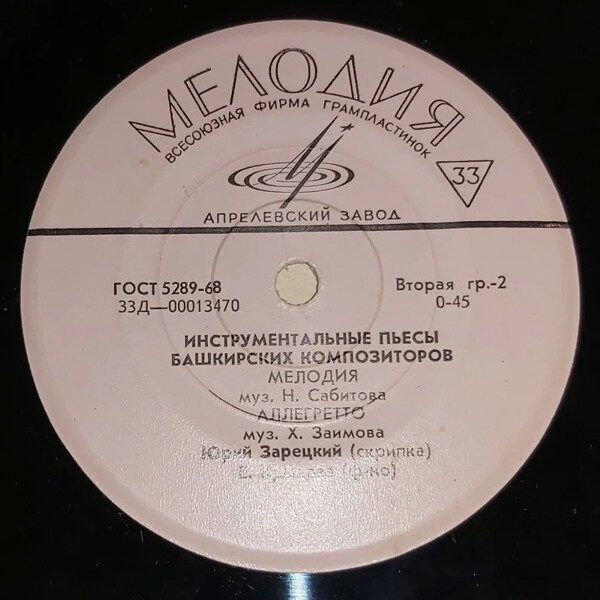 МЕЛОДИЯ
ВСЕСОЮЗНАЯ ФИРМА ГРАМПЛАСТИНОК
33
АПРЕЛЕВСКИЙ ЗАВОД
ГОСТ 5289-68
Вторая гр.-2
33Д—00013470
0-45
ИНСТРУМЕНТАЛЬНЫЕ ПЬЕСЫ
БАШКИРСКИХ КОМПОЗИТОРОВ
МЕЛОДИЯ
муз. Н. Сабитова
АЛЛЕГРЕТТО
муз. Х. Заимова
Юрий Зарецкий (скрипка)
(ф-но)